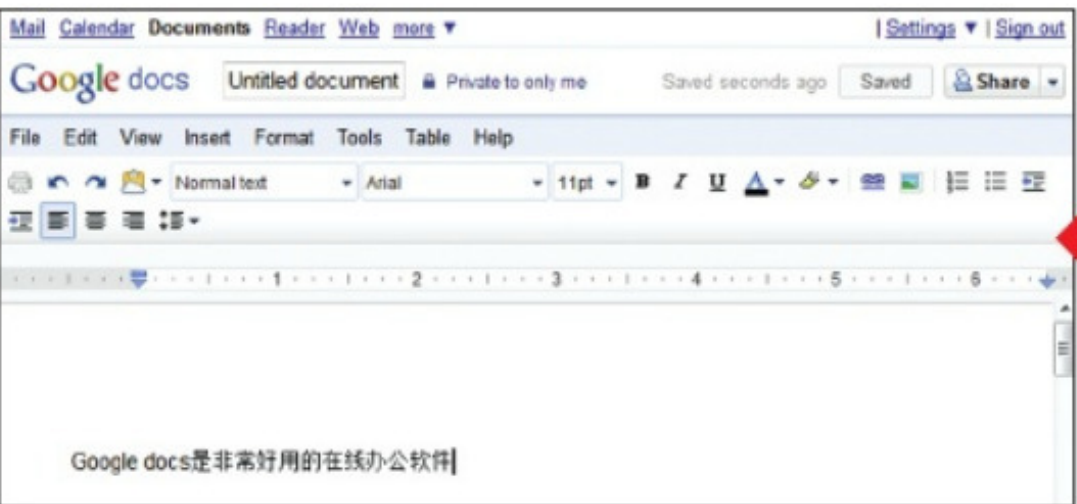 Mail Calendar Documents Reader Web more ▼ | Settings ▼ | Sign out
Google docs Untitled document Private to only me Saved seconds ago Saved Share
File Edit View Insert Format Tools Table Help
Normal text Arial 11pt B I U A
1 2 3 4 5 6
Google docs是非常好用的在线办公软件